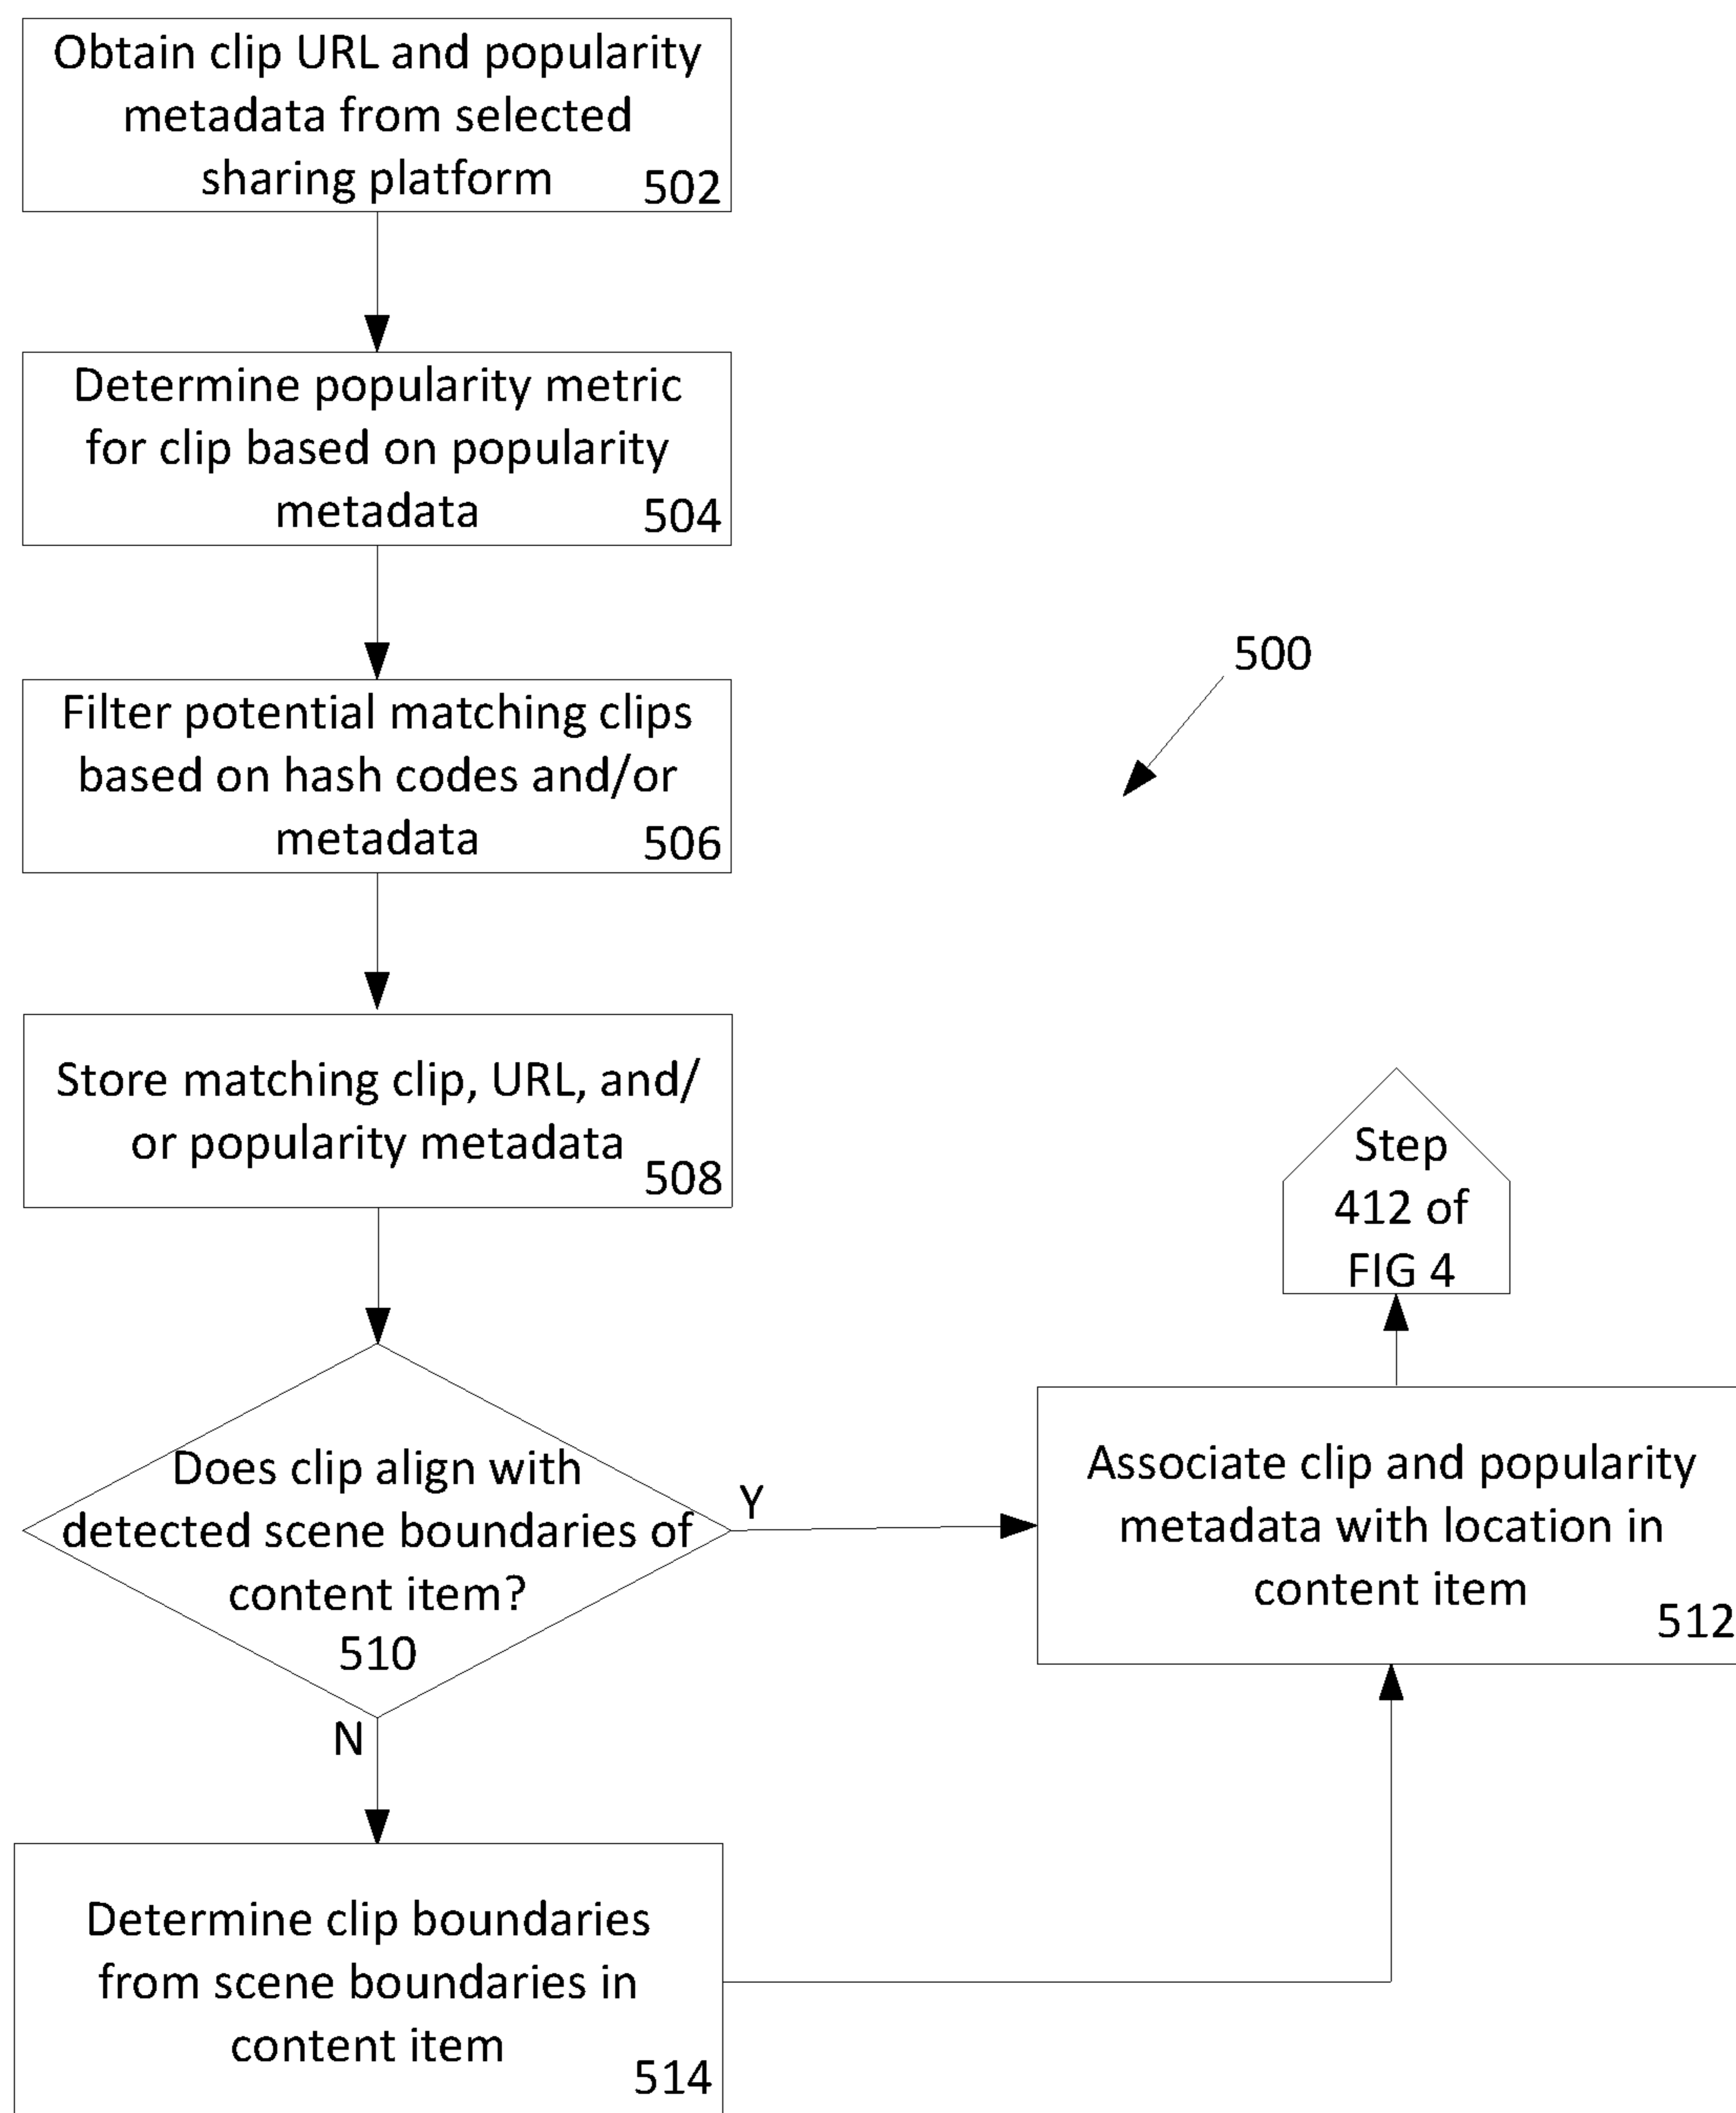 Obtain clip URL and popularity
metadata from selected
sharing platform
502
Determine popularity metric
for clip based on popularity
metadata
504
Filter potential matching clips
based on hash codes and/or
metadata
506
500
Store matching clip, URL, and/
or popularity metadata
508
Step
412 of
FIG 4
Does clip align with
detected scene boundaries of
content item?
510
Y
N
Associate clip and popularity
metadata with location in
content item
512
Determine clip boundaries
from scene boundaries in
content item
514